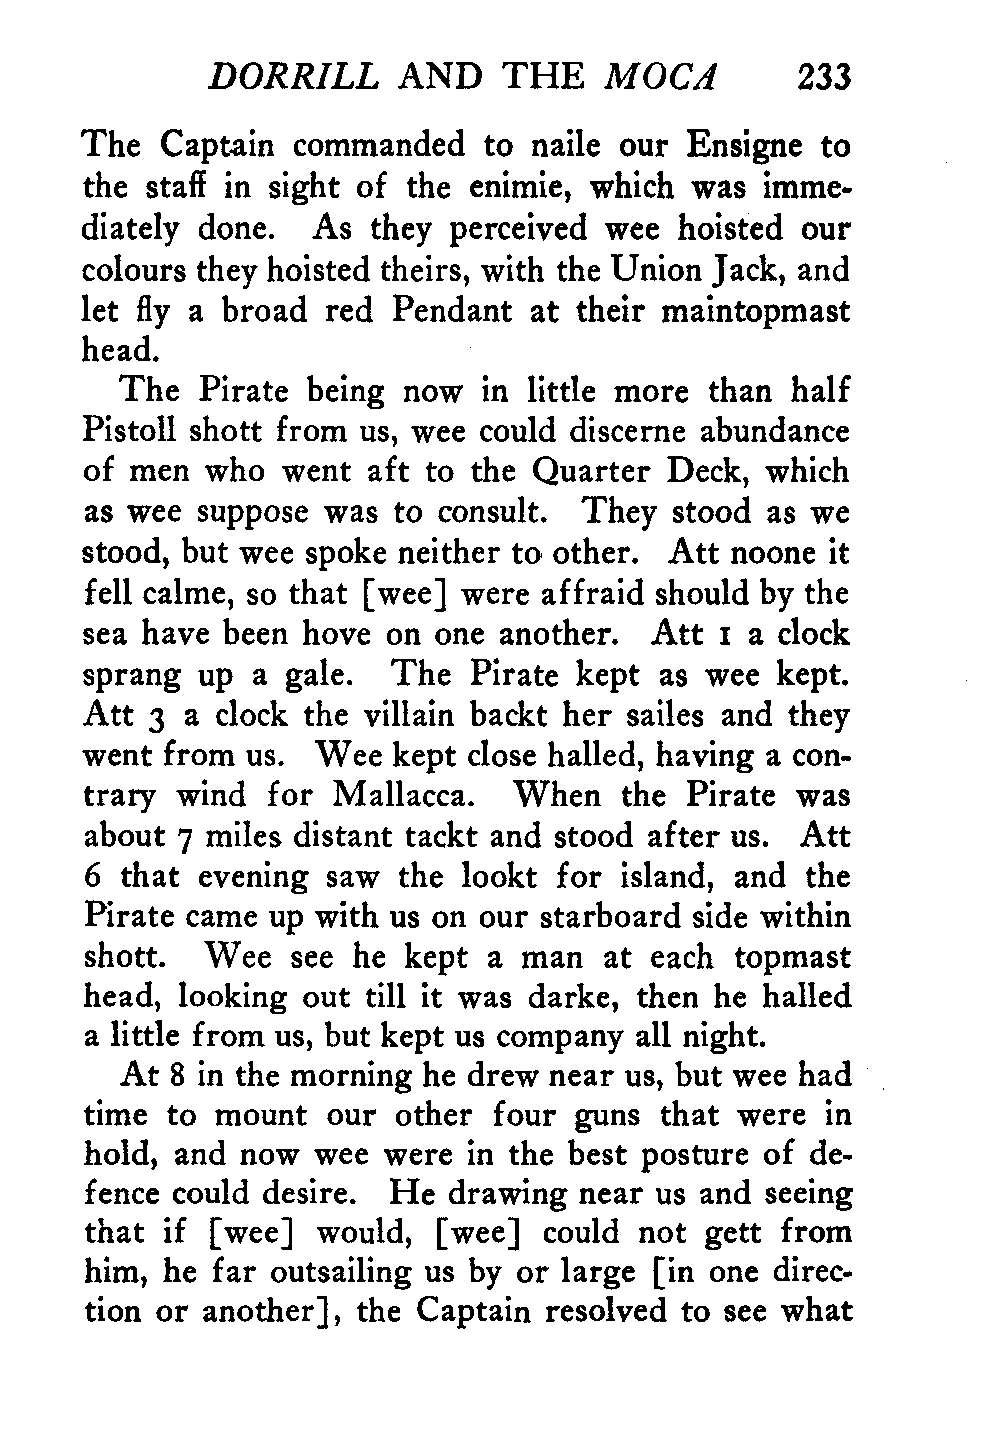 DORRILL AND THE MOCA 233
The Captain commanded to naile our Ensigne to
the staff in sight of the enimie, which was imme-
diately done. As they perceived wee hoisted our
colours they hoisted theirs, with the Union Jack, and
let fly a broad red Pendant at their maintopmast
head.
The Pirate being now in little more than half
Pistoll shott from us, wee could discerne abundance
of men who went aft to the Quarter Deck, which
as wee suppose was to consult. They stood as we
stood, but wee spoke neither to other. Att noone it
fell calme, so that [wee] were affraid should by the
sea have been hove on one another. Att 1 a clock
sprang up a gale. The Pirate kept as wee kept.
Att 3 a clock the villain backt her sailes and they
went from us. Wee kept close halled, having a con-
trary wind for Mallacca. When the Pirate was
about 7 miles distant tackt and stood after us. Att
6 that evening saw the lookt for island, and the
Pirate came up with us on our starboard side within
shott. Wee see he kept a man at each topmast
head, looking out till it was darke, then he halled
a little from us, but kept us company all night.
At 8 in the morning he drew near us, but wee had
time to mount our other four guns that were in
hold, and now wee were in the best posture of de-
fence could desire. He drawing near us and seeing
that if [wee] would, [wee] could not gett from
him, he far outsailing us by or large [in one direc-
tion or another], the Captain resolved to see what